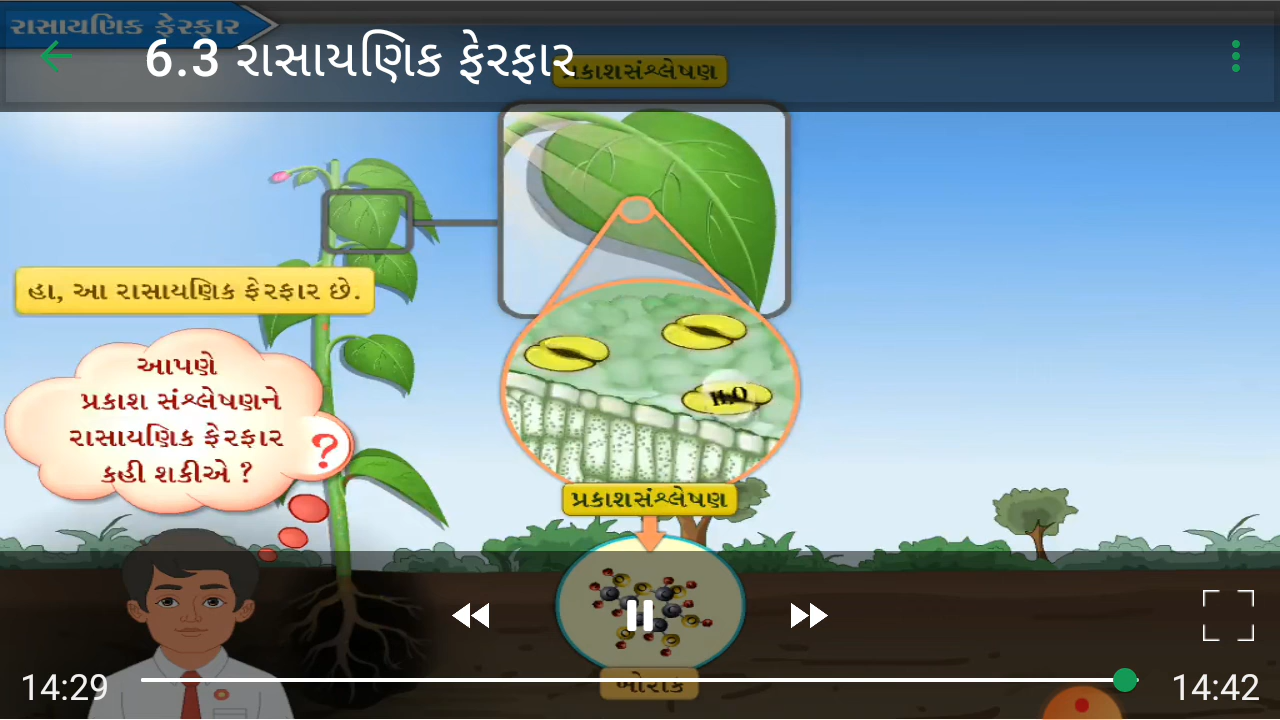 રાસાયણિક ફેરફાર
6.3 રાસાયણિક ફેરફાર
પ્રકાશસંશ્લેષણ
હા, આ રાસાયણિક ફેરફાર છે.
આપણે
પ્રકાશ સંશ્લેષણને
રાસાયણિક ફેરફાર
કહી શકીએ ?
?
H₂O
પ્રકાશસંશ્લેષણ
ખોરાક
14:29
14:42